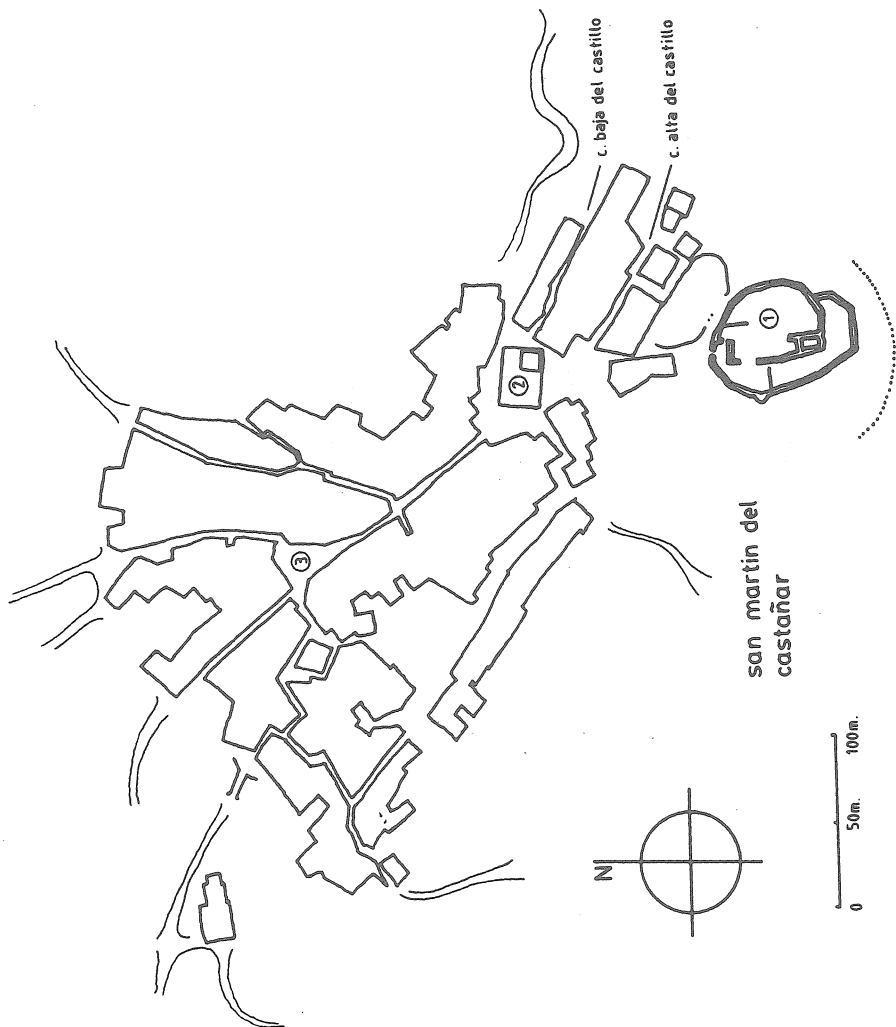 c. baja del castillo
c. alta del castillo
1
2
3
san martin del
castañar
N
0 50m. 100m.